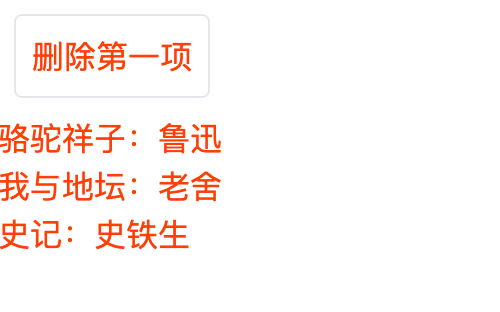 删除第一项
骆驼祥子：鲁迅
我与地坛：老舍
史记：史铁生